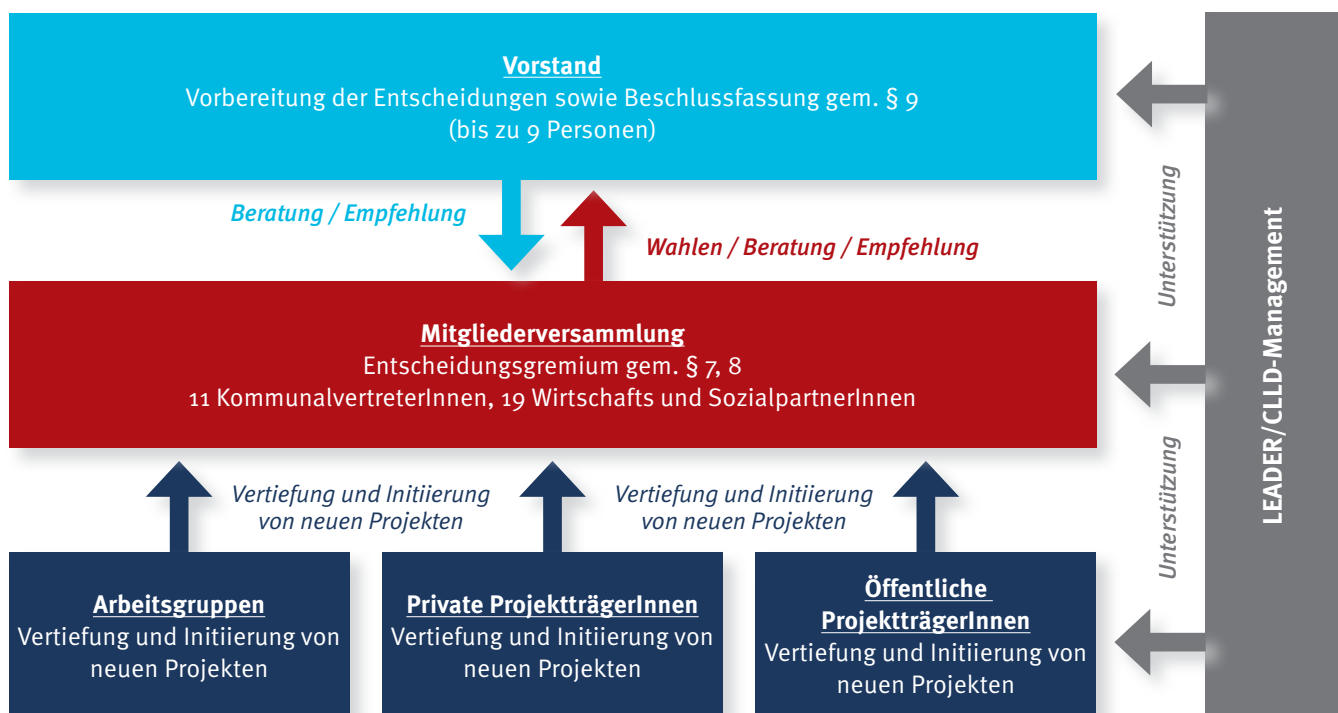 Vorstand
Vorbereitung der Entscheidungen sowie Beschlussfassung gem. § 9
(bis zu 9 Personen)
Beratung / Empfehlung
Wahlen / Beratung / Empfehlung
Mitgliederversammlung
Entscheidungsgremium gem. § 7, 8
11 KommunalvertreterInnen, 19 Wirtschafts und SozialpartnerInnen
Vertiefung und Initiierung
von neuen Projekten
Vertiefung und Initiierung
von neuen Projekten
Arbeitsgruppen
Vertiefung und Initiierung von
neuen Projekten
Private ProjektträgerInnen
Vertiefung und Initiierung von
neuen Projekten
Öffentliche
ProjektträgerInnen
Vertiefung und Initiierung von
neuen Projekten
Unterstützung
Unterstützung
LEADER/CLLD-Management